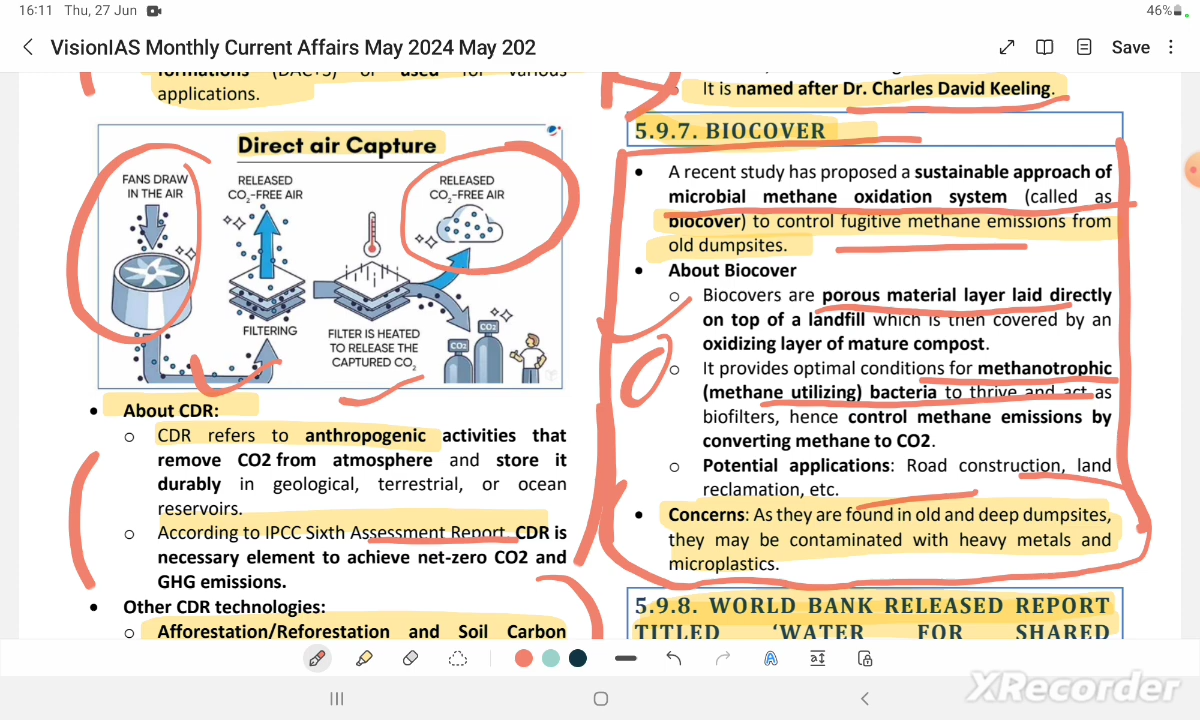 16:11 Thu, 27 Jun
46%
VisionIAS Monthly Current Affairs May 2024 May 202
Save
formations (DAC+S) or used for various
applications.
Direct air Capture
FANS DRAW
IN THE AIR
RELEASED
CO2-FREE AIR
RELEASED
CO2-FREE AIR
FILTERING
FILTER IS HEATED
TO RELEASE THE
CAPTURED CO2
CO2
CO2
• About CDR:
o CDR refers to anthropogenic activities that
remove CO2 from atmosphere and store it
durably in geological, terrestrial, or ocean
reservoirs.
o According to IPCC Sixth Assessment Report, CDR is
necessary element to achieve net-zero CO2 and
GHG emissions.
• Other CDR technologies:
o Afforestation/Reforestation and Soil Carbon
o It is named after Dr. Charles David Keeling.
5.9.7. BIOCOVER
• A recent study has proposed a sustainable approach of
microbial methane oxidation system (called as
biocover) to control fugitive methane emissions from
old dumpsites.
• About Biocover
o Biocovers are porous material layer laid directly
on top of a landfill which is then covered by an
oxidizing layer of mature compost.
o It provides optimal conditions for methanotrophic
(methane utilizing) bacteria to thrive and act as
biofilters, hence control methane emissions by
converting methane to CO2.
o Potential applications: Road construction, land
reclamation, etc.
• Concerns: As they are found in old and deep dumpsites,
they may be contaminated with heavy metals and
microplastics.
5.9.8. WORLD BANK RELEASED REPORT
TITLED 'WATER FOR SHARED
XRecorder